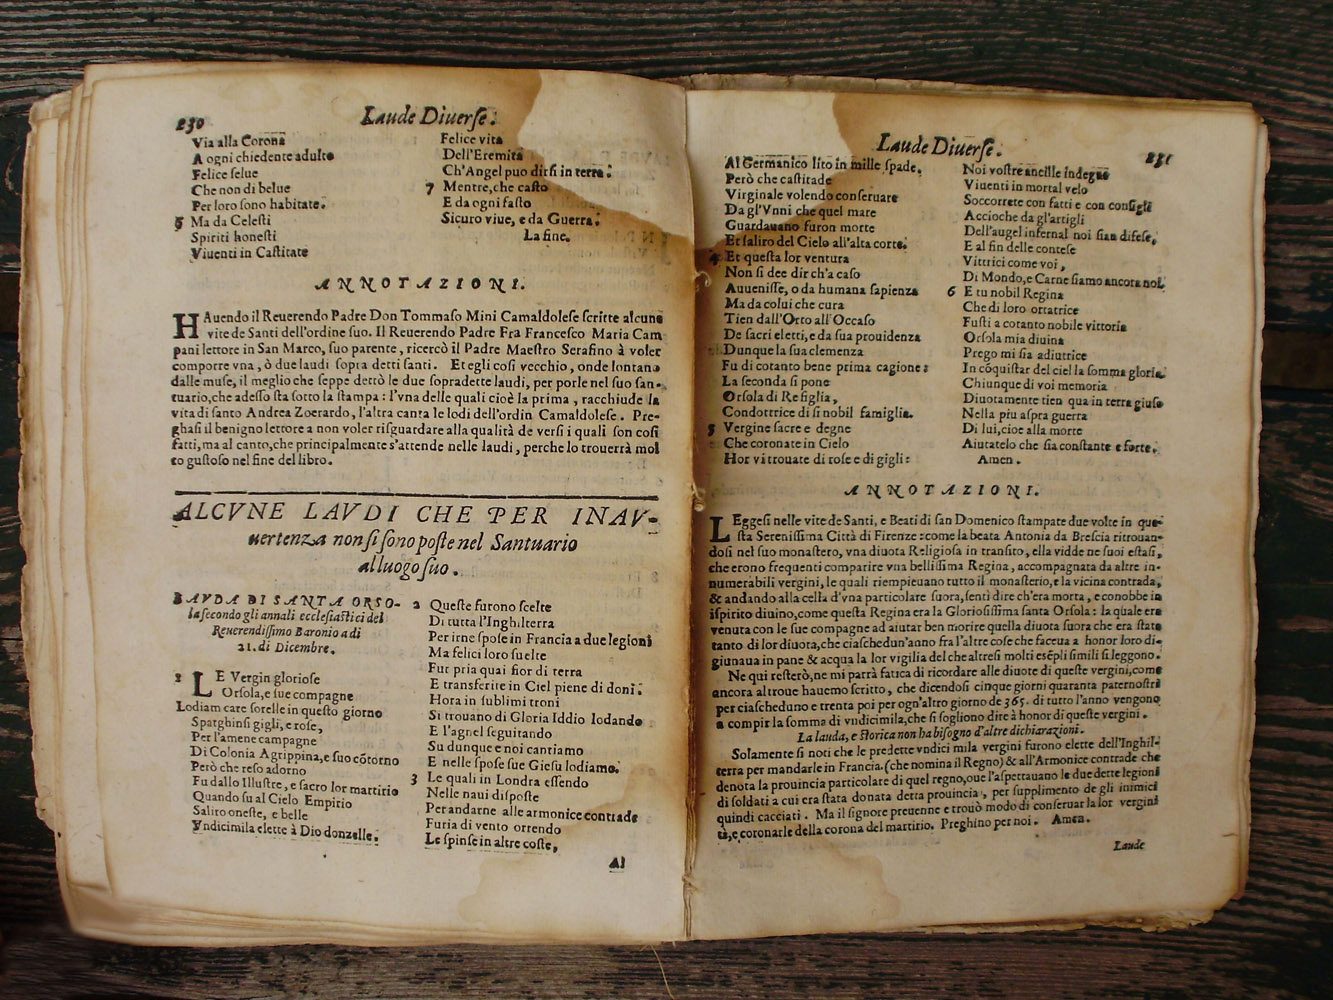 230
Laude Diuerse.
Via alla Corona
A ogni chiedente adulto
Felice selue
Che non di belue
Per loro sono habitate.
5 Ma da Celesti
Spiriti honesti
Viuenti in Castitate
Felice vita
Dell'Eremita
Ch'Angel puo dirsi in terra:
7 Mentre, che casto
E da ogni fasto
Sicuro viue, e da Guerra.
La fine.
ANNOTAZIONI.
HAuendo il Reuerendo Padre Don Tommaso Mini Camaldolese scritte alcune
vite de Santi dell'ordine suo. Il Reuerendo Padre Fra Francesco Maria Cam
pani lettore in San Marco, suo parente, ricercò il Padre Maestro Serafino à voler
comporre vna, ò due laudi sopra detti santi. Et egli così vecchio, onde lontano
dalle muse, il meglio che seppe dettò le due sopradette laudi, per porle nel suo san-
tuario, che adesso sta sotto la stampa: l'vna delle quali cioè la prima, racchiude la
vita di santo Andrea Zoerardo, l'altra canta le lodi dell'ordin Camaldolese. Pre-
ghasi il benigno lettore a non voler risguardare alla qualità de versi i quali son così
fatti, ma al canto, che principalmente s'attende nelle laudi, perche lo trouerrà mol
to gustoso nel fine del libro.
ALCVNE LAVDI CHE PER INAV-
uertenza non si sono poste nel Santuario
al luogo suo.
LAVDA DI SANTA ORSO-
la secondo gli annali ecclesiastici del
Reuerendissimo Baronio a di
21. di Dicembre.
1 LE Vergin gloriose
Orsola, e sue compagne
Lodiam care sorelle in questo giorno
Sparghinsi gigli, e rose,
Per l'amene campagne
Di Colonia Agrippina, e suo cõtorno
Però che reso adorno
Fu dallo Illustre, e sacro lor martirio
Quando su al Cielo Empirio
Saliro oneste, e belle
Vndicimila elette à Dio donzelle.
2 Queste furono scelte
Di tutta l'Inghilterra
Per irne spose in Francia a due legioni
Ma felici loro suelte
Fur pria quai fior di terra
E transferite in Ciel piene di doni:
Hora in sublimi troni
Si trouano di Gloria Iddio lodando
E l'agnel seguitando
Su dunque e noi cantiamo
E nelle spose sue Giesu lodiamo.
3 Le quali in Londra essendo
Nelle naui disposte
Per andarne alle armonice contrade
Furia di vento orrendo
Le spinse in altre coste,
Al
Laude Diuerse.
231
Al Germanico lito in mille spade.
Però che castitade
Virginale volendo conseruare
Da gl'Vnni che quel mare
Guardauano furon morte
Et saliro del Cielo all'alta corte.
4 Et questa lor ventura
Non si dee dir ch'a caso
Auuenisse, o da humana sapienza
Ma da colui che cura
Tien dall'Orto all'Occaso
De sacri eletti, e da sua prouidenza
Dunque la sua clemenza
Fu di cotanto bene prima cagione:
La seconda si pone
Orsola di Re figlia,
Condottrice di sì nobil famiglia.
5 Vergine sacre e degne
Che coronate in Cielo
Hor vi trouate di rose e di gigli:
Noi vostre ancille indegne
Viuenti in mortal velo
Soccorrete con fatti e con consigli
Accioche da gl'artigli
Dell'augel infernal noi sian difese,
E al fin delle contese
Vittrici come voi,
Di Mondo, e Carne siamo ancora noi.
6 E tu nobil Regina
Che di loro ortatrice
Fusti a cotanto nobile vittoria
Orsola mia diuina
Prego mi sia adiutrice
In cõquistar del ciel la somma gloria.
Chiunque di voi memoria
Diuotamente tien qua in terra giuso
Nella piu aspra guerra
Di lui, cioe alla morte
Aiutatelo che sia constante e forte.
Amen.
ANNOTAZIONI.
LEggesi nelle vite de Santi, e Beati di san Domenico stampate due volte in que-
sta Serenissima Città di Firenze: come la beata Antonia da Brescia ritrouan-
dosi nel suo monastero, vna diuota Religiosa in transito, ella vidde ne suoi estasi,
che erono frequenti comparire vna bellissima Regina, accompagnata da altre in-
numerabili vergini, le quali riempieuano tutto il monasterio, e la vicina contrada,
& andando alla cella d'vna particolare suora, sentì dire ch'era morta, e conobbe in
ispirito diuino, come questa Regina era la Gloriosissima santa Orsola: la quale era
venuta con le sue compagne ad aiutar ben morire quella diuota suora che era stata
tanto di lor diuota, che ciaschedun'anno fra l'altre cose che faceua a honor loro di-
giunaua in pane & acqua la lor vigilia del che altresi molti esẽpli simili si leggono.
Ne qui resterò, ne mi parrà fatica di ricordare alle diuote di queste vergini, come
ancora altroue hauemo scritto, che dicendosi cinque giorni quaranta paternostri
per ciascheduno e trenta poi per ogn'altro giorno de 365. di tutto l'anno vengono
a compir la somma di vndicimila, che si sogliono dire à honor di queste vergini.
La lauda, e storica non ha bisogno d'altre dichiarazioni.
Solamente si noti che le predette vndici mila vergini furono elette dell'Inghil-
terra per mandarle in Francia (che nomina il Regno) & all'Armonice contrade che
denota la prouincia particolare di quel regno, oue l'aspettauano le due dette legioni
di soldati a cui era stata donata detta prouincia, per supplimento de gli inimici
quindi cacciati. Ma il signore preuenne e trouò modo di conseruar la lor vergini
tà, e coronarle della corona del martirio. Preghino per noi. Amen.
Laude